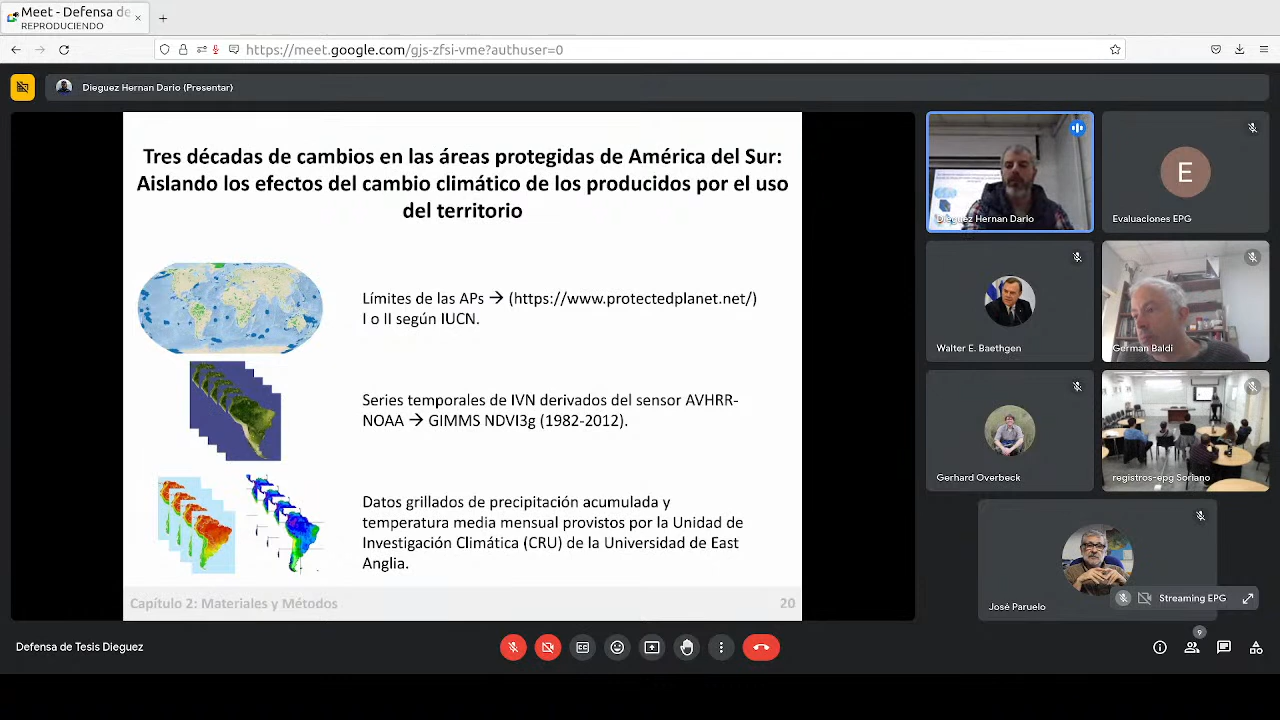 Meet - Defensa de
REPRODUCIENDO
https://meet.google.com/gjs-zfsi-vme?authuser=0
Dieguez Hernan Dario (Presentar)
Tres décadas de cambios en las áreas protegidas de América del Sur:
Aislando los efectos del cambio climático de los producidos por el uso
del territorio
Límites de las APs → (https://www.protectedplanet.net/)
I o II según IUCN.
Series temporales de IVN derivados del sensor AVHRR-
NOAA → GIMMS NDVI3g (1982-2012).
Datos grillados de precipitación acumulada y
temperatura media mensual provistos por la Unidad de
Investigación Climática (CRU) de la Universidad de East
Anglia.
Capítulo 2: Materiales y Métodos
20
Dieguez Hernan Dario
E
Evaluaciones EPG
Walter E. Baethgen
German Baldi
Gerhard Overbeck
registros-epg Soriano
José Paruelo
Streaming EPG
Defensa de Tesis Dieguez
9